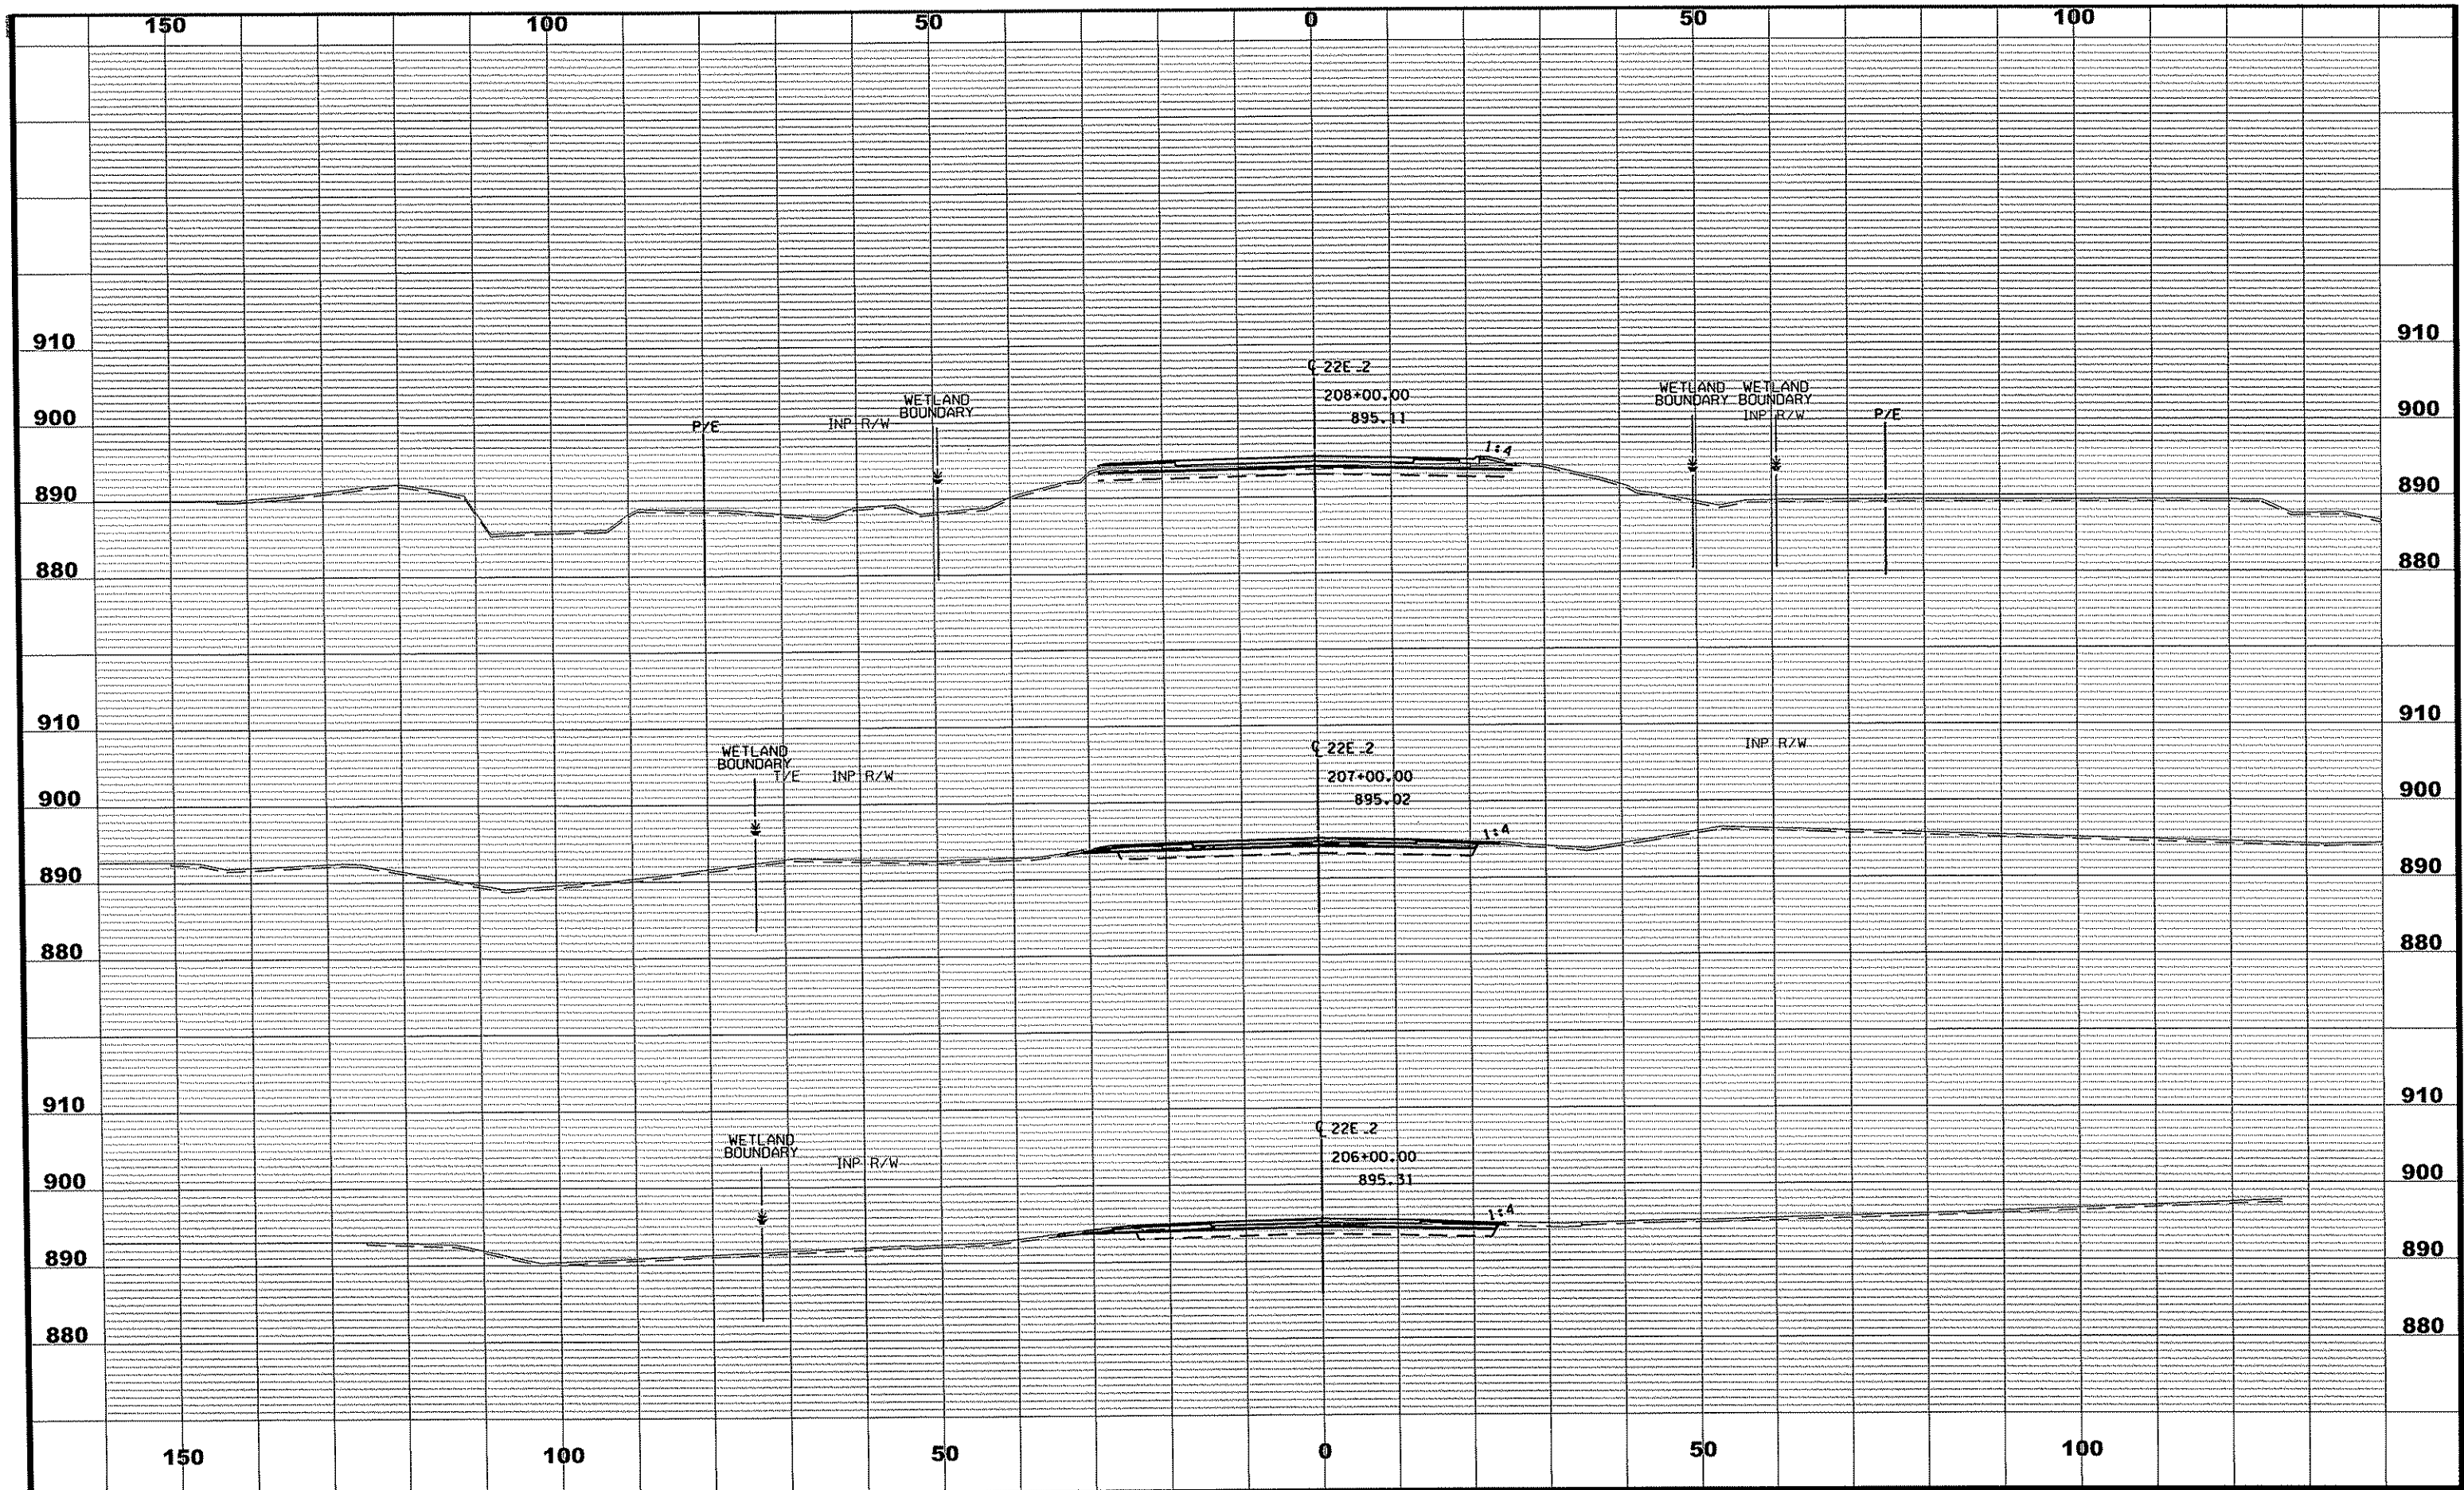 150 100 50 0 50 100
910 910
℄ 22E-2
208+00.00
895.11
WETLAND BOUNDARY
WETLAND BOUNDARY
WETLAND BOUNDARY
900 900
P/E
INP R/W
INP R/W
P/E
1:4
890 890
880 880
910 910
℄ 22E-2
207+00.00
895.02
INP R/W
WETLAND BOUNDARY
T/E
INP R/W
900 900
1:4
890 890
880 880
910 910
℄ 22E-2
206+00.00
895.31
WETLAND BOUNDARY
INP R/W
900 900
1:4
890 890
880 880
150 100 50 0 50 100